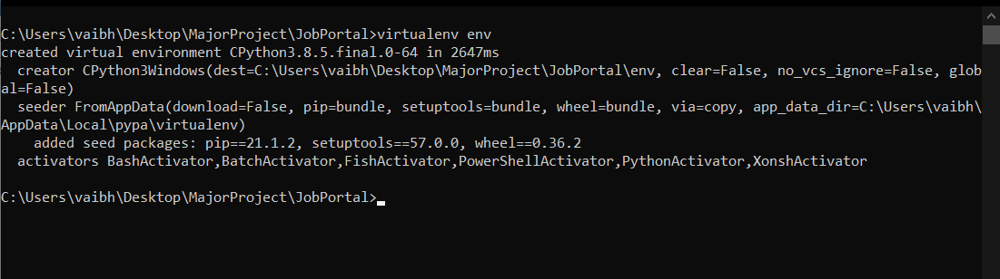 C:\Users\vaibh\Desktop\MajorProject\JobPortal>virtualenv env
created virtual environment CPython3.8.5.final.0-64 in 2647ms
  creator CPython3Windows(dest=C:\Users\vaibh\Desktop\MajorProject\JobPortal\env, clear=False, no_vcs_ignore=False, glob
al=False)
  seeder FromAppData(download=False, pip=bundle, setuptools=bundle, wheel=bundle, via=copy, app_data_dir=C:\Users\vaibh\
AppData\Local\pypa\virtualenv)
    added seed packages: pip==21.1.2, setuptools==57.0.0, wheel==0.36.2
  activators BashActivator,BatchActivator,FishActivator,PowerShellActivator,PythonActivator,XonshActivator
C:\Users\vaibh\Desktop\MajorProject\JobPortal>